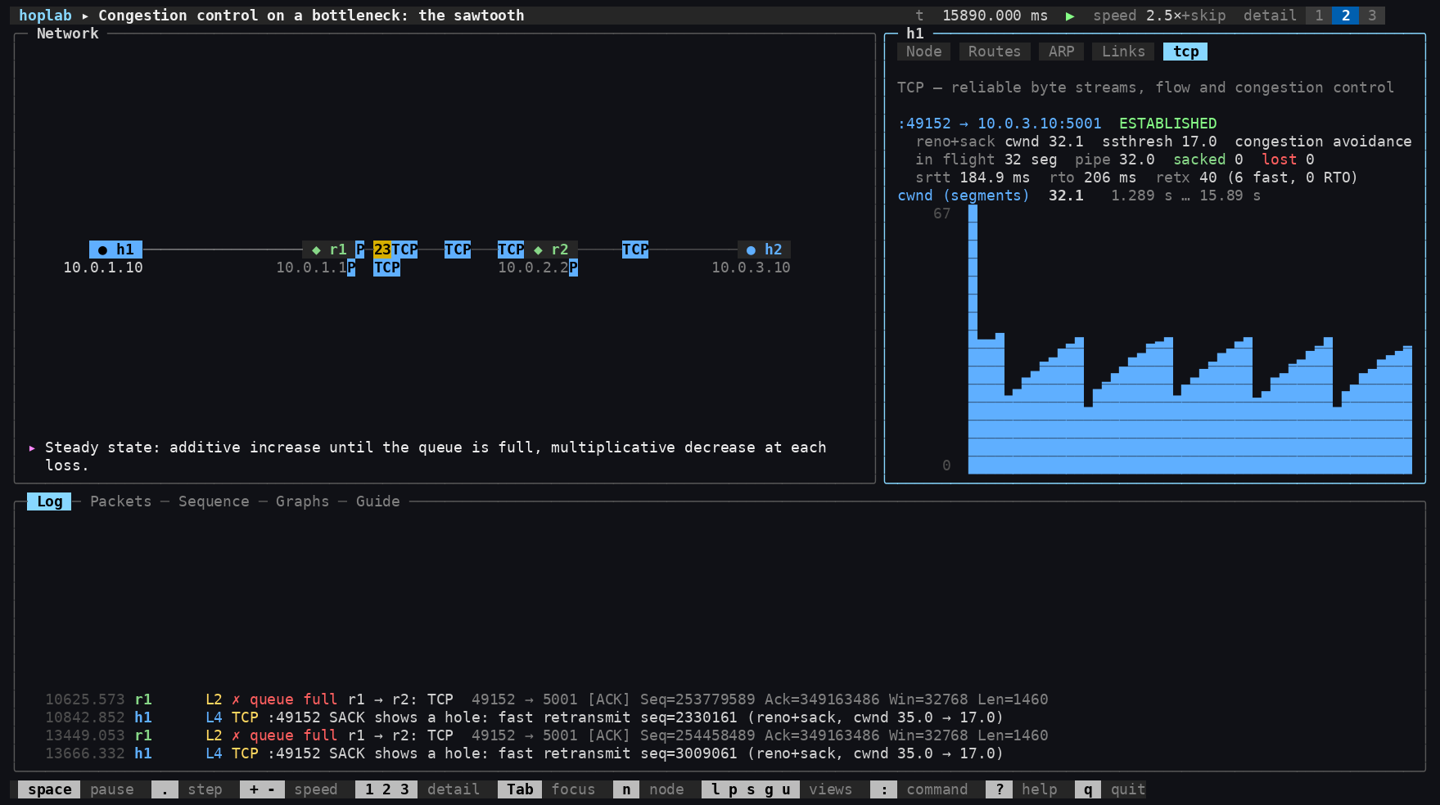 hoplab ▸ Congestion control on a bottleneck: the sawtooth t 15890.000 ms ▶ speed 2.5×+skip detail 1 2 3
Network
● h1 ◆ r1 P 23TCP TCP TCP ◆ r2 TCP ● h2
10.0.1.10 10.0.1.1P TCP 10.0.2.2P 10.0.3.10
▸ Steady state: additive increase until the queue is full, multiplicative decrease at each
loss.
h1
Node Routes ARP Links tcp
TCP — reliable byte streams, flow and congestion control
:49152 → 10.0.3.10:5001 ESTABLISHED
reno+sack cwnd 32.1 ssthresh 17.0 congestion avoidance
in flight 32 seg pipe 32.0 sacked 0 lost 0
srtt 184.9 ms rto 206 ms retx 40 (6 fast, 0 RTO)
cwnd (segments) 32.1 1.289 s … 15.89 s
67
0
Log — Packets — Sequence — Graphs — Guide
10625.573 r1 L2 ✗ queue full r1 → r2: TCP 49152 → 5001 [ACK] Seq=253779589 Ack=349163486 Win=32768 Len=1460
10842.852 h1 L4 TCP :49152 SACK shows a hole: fast retransmit seq=2330161 (reno+sack, cwnd 35.0 → 17.0)
13449.053 r1 L2 ✗ queue full r1 → r2: TCP 49152 → 5001 [ACK] Seq=254458489 Ack=349163486 Win=32768 Len=1460
13666.332 h1 L4 TCP :49152 SACK shows a hole: fast retransmit seq=3009061 (reno+sack, cwnd 35.0 → 17.0)
space pause . step + - speed 1 2 3 detail Tab focus n node l p s g u views : command ? help q quit